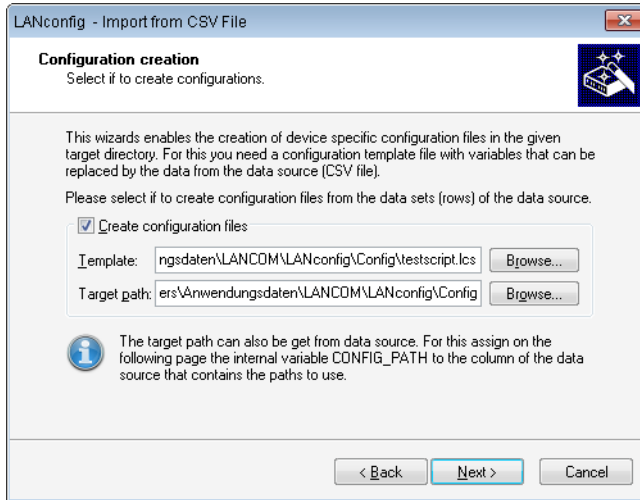 LANconfig - Import from CSV File
Configuration creation
Select if to create configurations.
This wizards enables the creation of device specific configuration files in the given
target directory. For this you need a configuration template file with variables that can be
replaced by the data from the data source (CSV file).
Please select if to create configuration files from the data sets (rows) of the data source.
Create configuration files
Template: ngsdaten\LANCOM\LANconfig\Config\testscript.lcs Browse...
Target path: ers\Anwendungsdaten\LANCOM\LANconfig\Config Browse...
The target path can also be get from data source. For this assign on the
following page the internal variable CONFIG_PATH to the column of the data
source that contains the paths to use.
< Back Next > Cancel